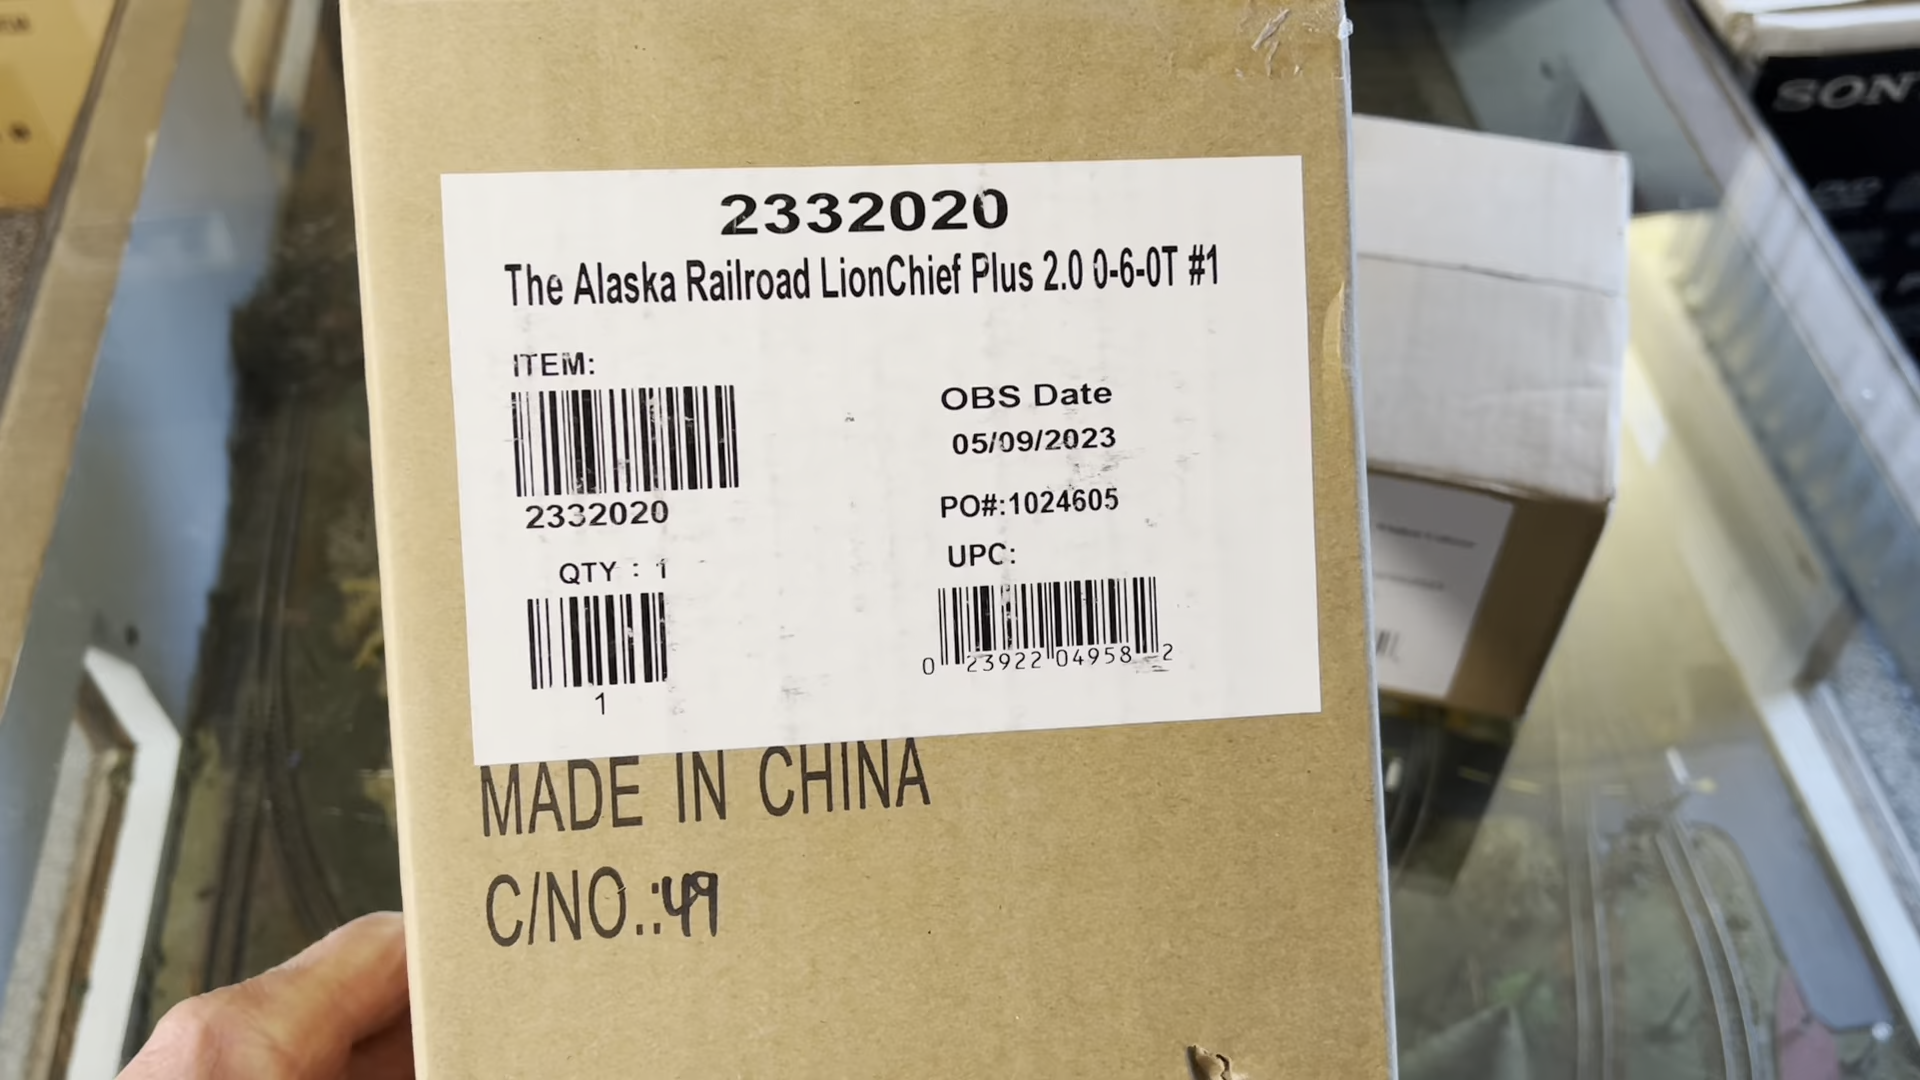 2332020
The Alaska Railroad LionChief Plus 2.0 0-6-0T #1
ITEM:
2332020
QTY : 1
1
OBS Date
05/09/2023
PO#:1024605
UPC:
0 23922 04958 2
MADE IN CHINA
C/NO.:49
SONY